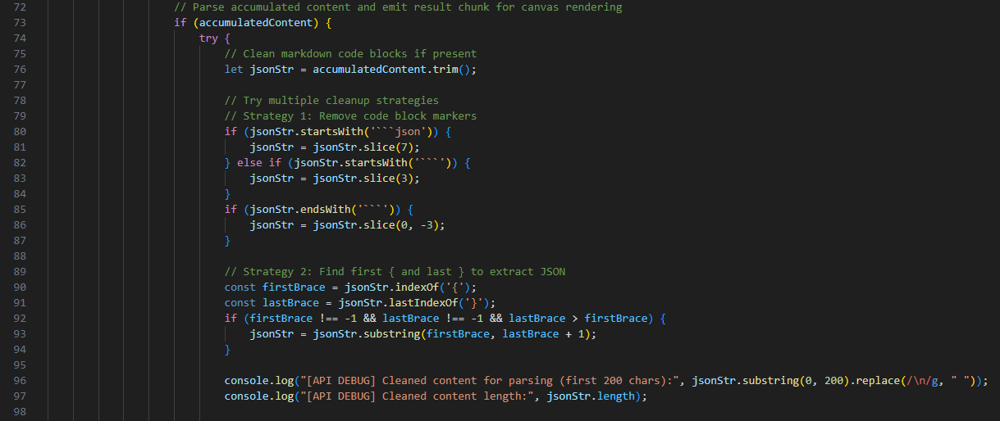 72 // Parse accumulated content and emit result chunk for canvas rendering
73 if (accumulatedContent) {
74 try {
75 // Clean markdown code blocks if present
76 let jsonStr = accumulatedContent.trim();
77
78 // Try multiple cleanup strategies
79 // Strategy 1: Remove code block markers
80 if (jsonStr.startsWith('```json')) {
81 jsonStr = jsonStr.slice(7);
82 } else if (jsonStr.startsWith('```')) {
83 jsonStr = jsonStr.slice(3);
84 }
85 if (jsonStr.endsWith('```')) {
86 jsonStr = jsonStr.slice(0, -3);
87 }
88
89 // Strategy 2: Find first { and last } to extract JSON
90 const firstBrace = jsonStr.indexOf('{');
91 const lastBrace = jsonStr.lastIndexOf('}');
92 if (firstBrace !== -1 && lastBrace !== -1 && lastBrace > firstBrace) {
93 jsonStr = jsonStr.substring(firstBrace, lastBrace + 1);
94 }
95
96 console.log("[API DEBUG] Cleaned content for parsing (first 200 chars):", jsonStr.substring(0, 200).replace(/\n/g, " "));
97 console.log("[API DEBUG] Cleaned content length:", jsonStr.length);
98